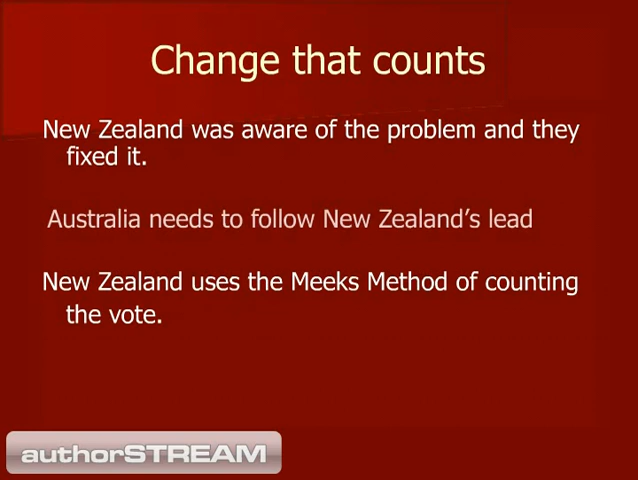 Change that counts
New Zealand was aware of the problem and they
fixed it.
Australia needs to follow New Zealand's lead
New Zealand uses the Meeks Method of counting
the vote.
authorSTREAM